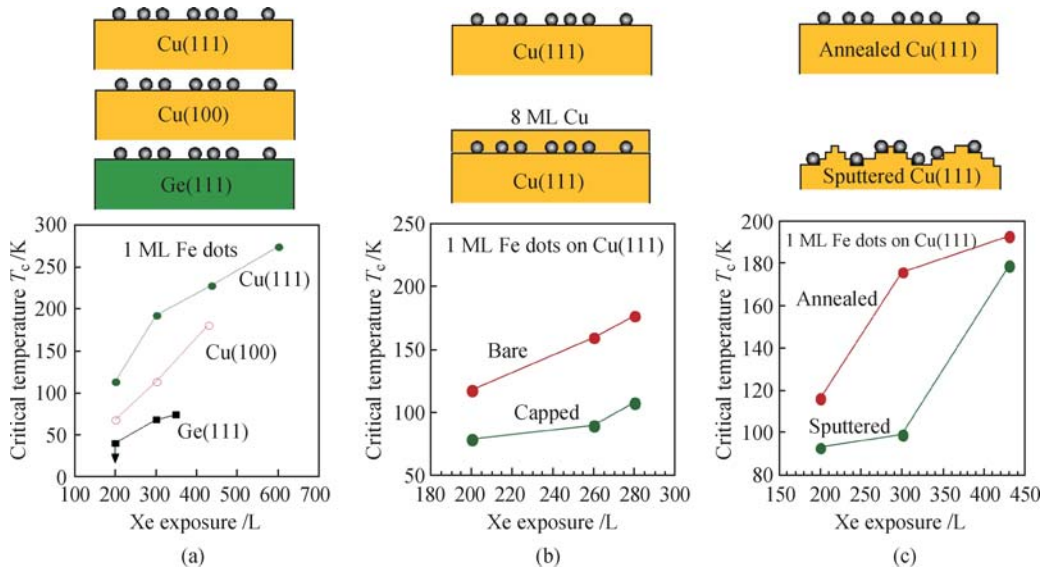 Cu(111)
Cu(100)
Ge(111)
300
250
200
150
100
50
0
Critical temperature Tc /K
1 ML Fe dots
Cu(111)
Cu(100)
Ge(111)
100 200 300 400 500 600 700
Xe exposure /L
(a)
Cu(111)
8 ML Cu
Cu(111)
250
200
150
100
50
Critical temperature Tc /K
1 ML Fe dots on Cu(111)
Bare
Capped
180 200 220 240 260 280 300
Xe exposure /L
(b)
Annealed Cu(111)
Sputtered Cu(111)
200
180
160
140
120
100
80
Critical temperature Tc /K
1 ML Fe dots on Cu(111)
Annealed
Sputtered
150 200 250 300 350 400 450
Xe exposure /L
(c)